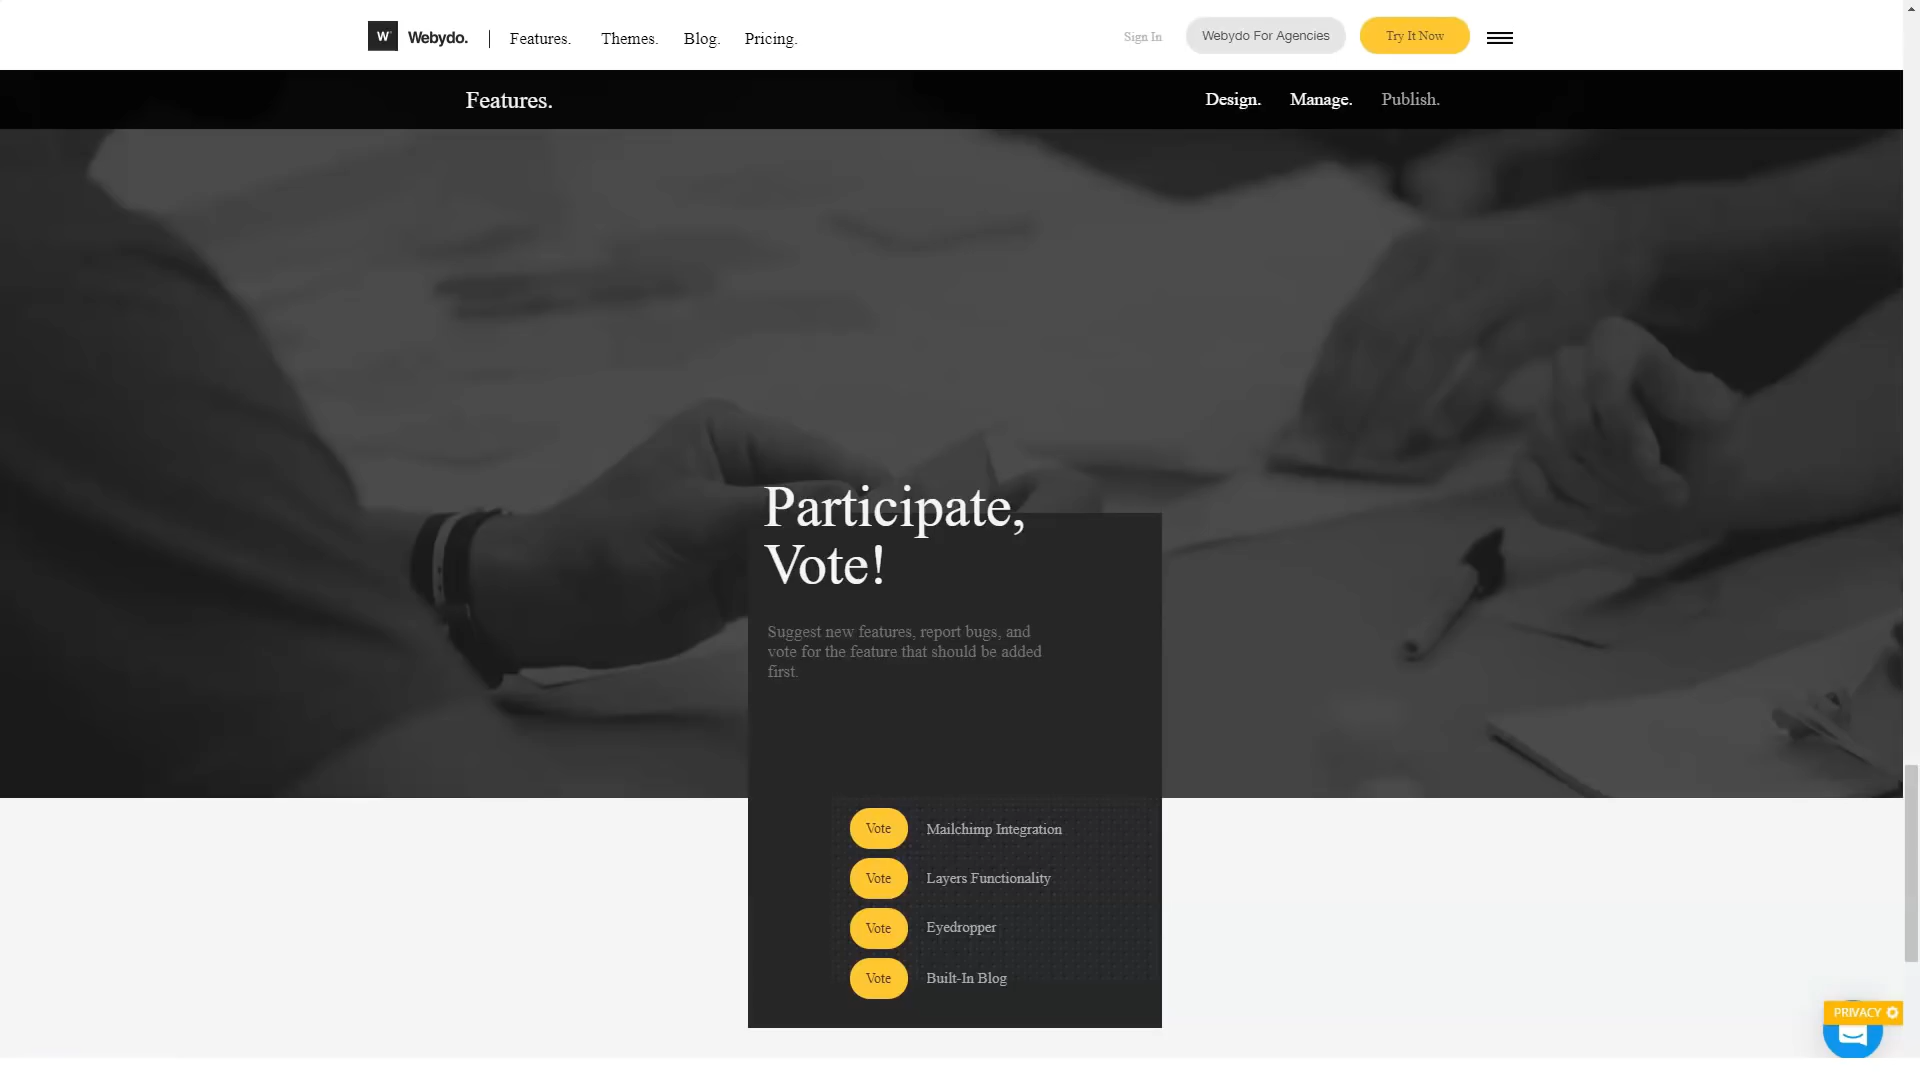 W Webydo. Features. Themes. Blog. Pricing. Sign In Webydo For Agencies Try It Now
Features. Design. Manage. Publish.
Participate,
Vote!
Suggest new features, report bugs, and
vote for the feature that should be added
first.
Vote Mailchimp Integration
Vote Layers Functionality
Vote Eyedropper
Vote Built-In Blog
PRIVACY